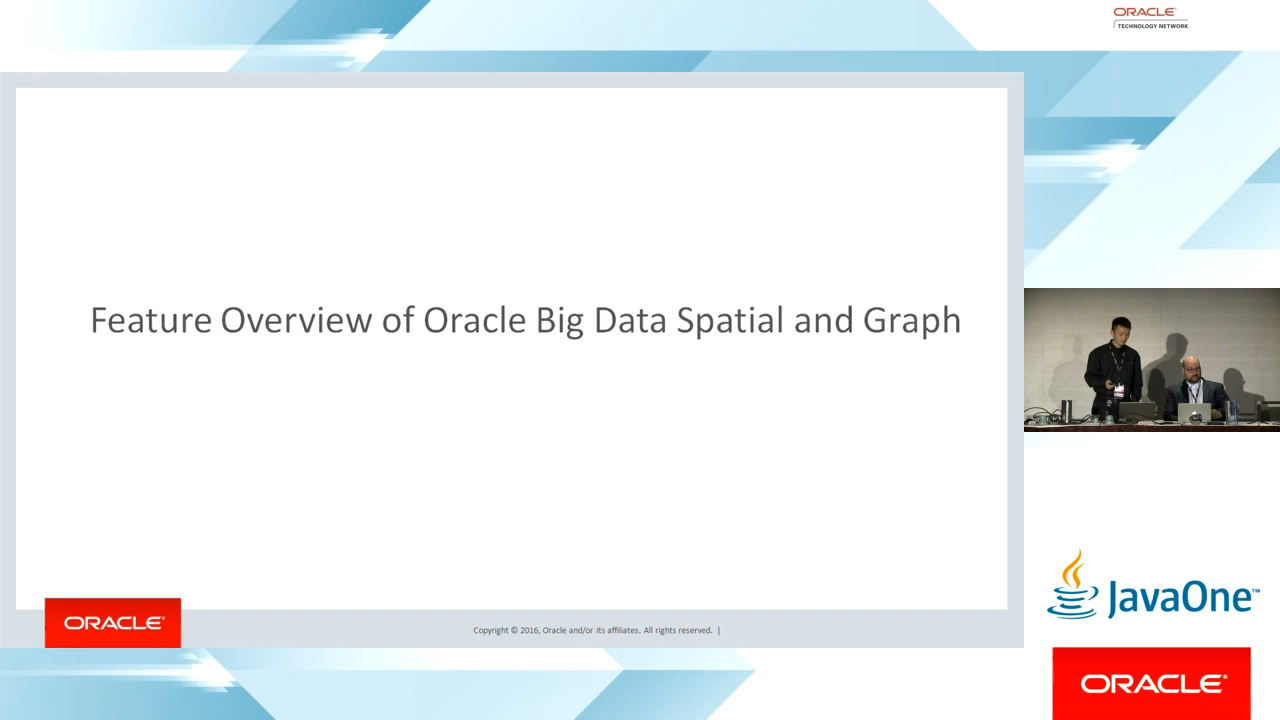 ORACLE
TECHNOLOGY NETWORK
Feature Overview of Oracle Big Data Spatial and Graph
ORACLE
Copyright © 2016, Oracle and/or its affiliates. All rights reserved. |
JavaOne™
ORACLE